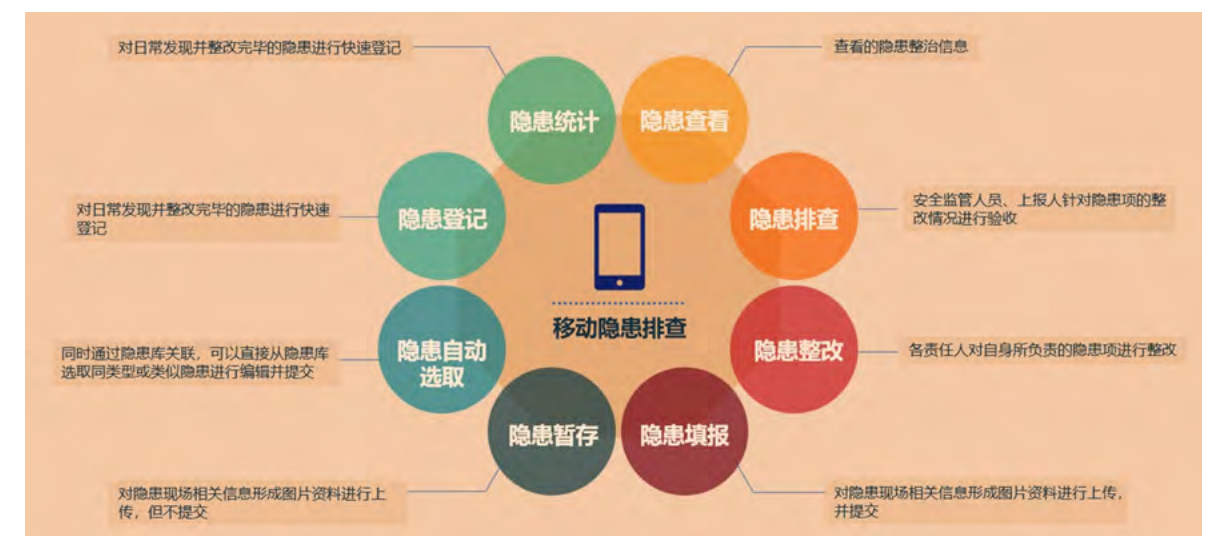 对日常发现并整改完毕的隐患进行快速登记
查看的隐患整治信息
隐患统计
隐患查看
对日常发现并整改完毕的隐患进行快速
登记
隐患登记
隐患排查
安全监管人员、上报人针对隐患项的整
改情况进行验收
移动隐患排查
同时通过隐患库关联，可以直接从隐患库
选取同类型或类似隐患进行编辑并提交
隐患自动
选取
隐患整改
各责任人对自身所负责的隐患项进行整改
隐患暂存
隐患填报
对隐患现场相关信息形成图片资料进行上
传，但不提交
对隐患现场相关信息形成图片资料进行上传，
并提交